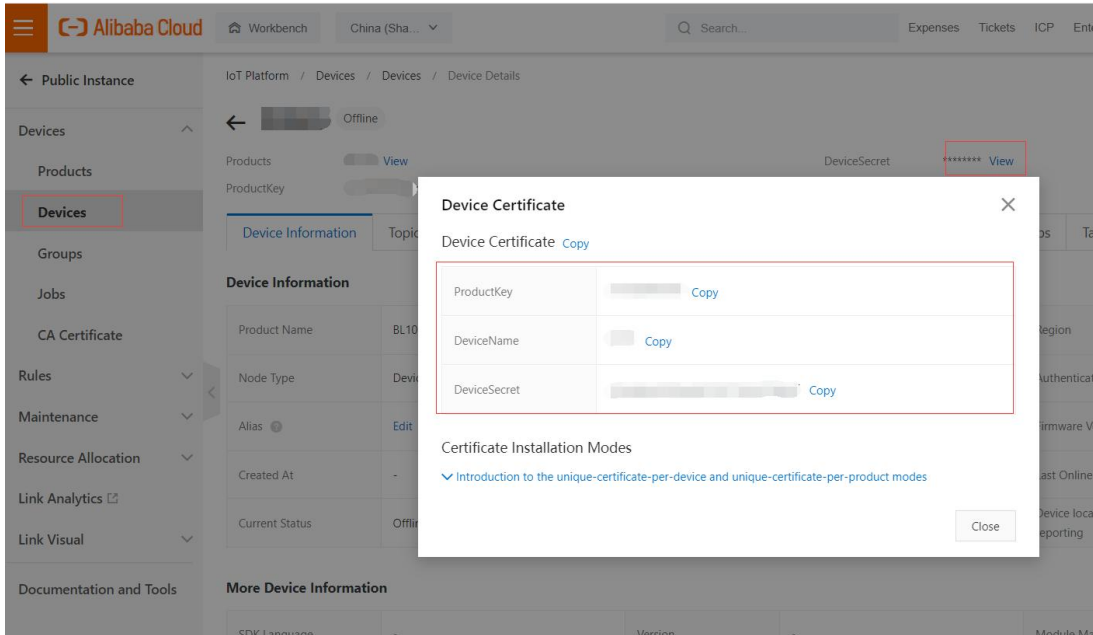 Alibaba Cloud Workbench China (Sha... Search... Expenses Tickets ICP
Public Instance
IoT Platform / Devices / Devices / Device Details
Devices
Offline
Products
Products View DeviceSecret ******** View
ProductKey
Devices
Device Certificate
Device Information
Groups
Device Certificate Copy
Device Information
ProductKey Copy
Jobs
Product Name
CA Certificate
DeviceName Copy
Rules
Node Type
DeviceSecret Copy
Maintenance
Alias Edit
Certificate Installation Modes
Resource Allocation
Created At -
Introduction to the unique-certificate-per-device and unique-certificate-per-product modes
Link Analytics
Current Status
Close
Link Visual
Documentation and Tools
More Device Information
SDK Language - Version -